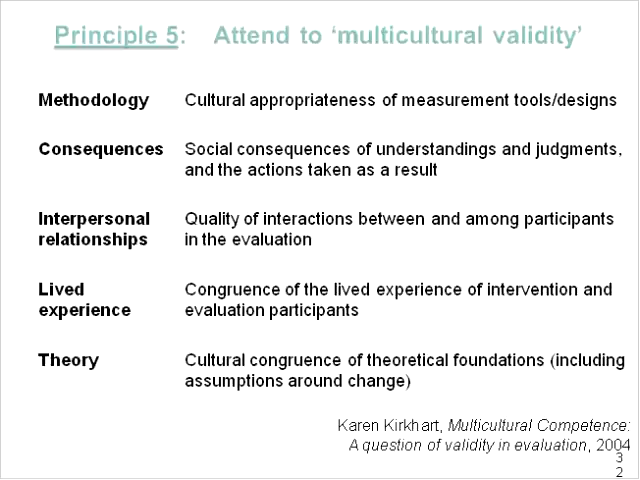 Principle 5: Attend to ‘multicultural validity’
Methodology Cultural appropriateness of measurement tools/designs
Consequences Social consequences of understandings and judgments,
and the actions taken as a result
Interpersonal Quality of interactions between and among participants
relationships in the evaluation
Lived Congruence of the lived experience of intervention and
experience evaluation participants
Theory Cultural congruence of theoretical foundations (including
assumptions around change)
Karen Kirkhart, Multicultural Competence:
A question of validity in evaluation, 2004
3
2